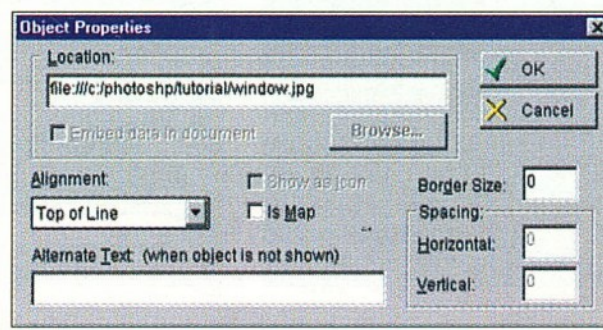 Object Properties
Location:
file:///c:/photoshp/tutorial/window.jpg
Embed data in document
Browse...
OK
Cancel
Alignment:
Top of Line
Show as Icon
Is Map
Border Size: 0
Spacing:
Horizontal: 0
Vertical: 0
Alternate Text: (when object is not shown)